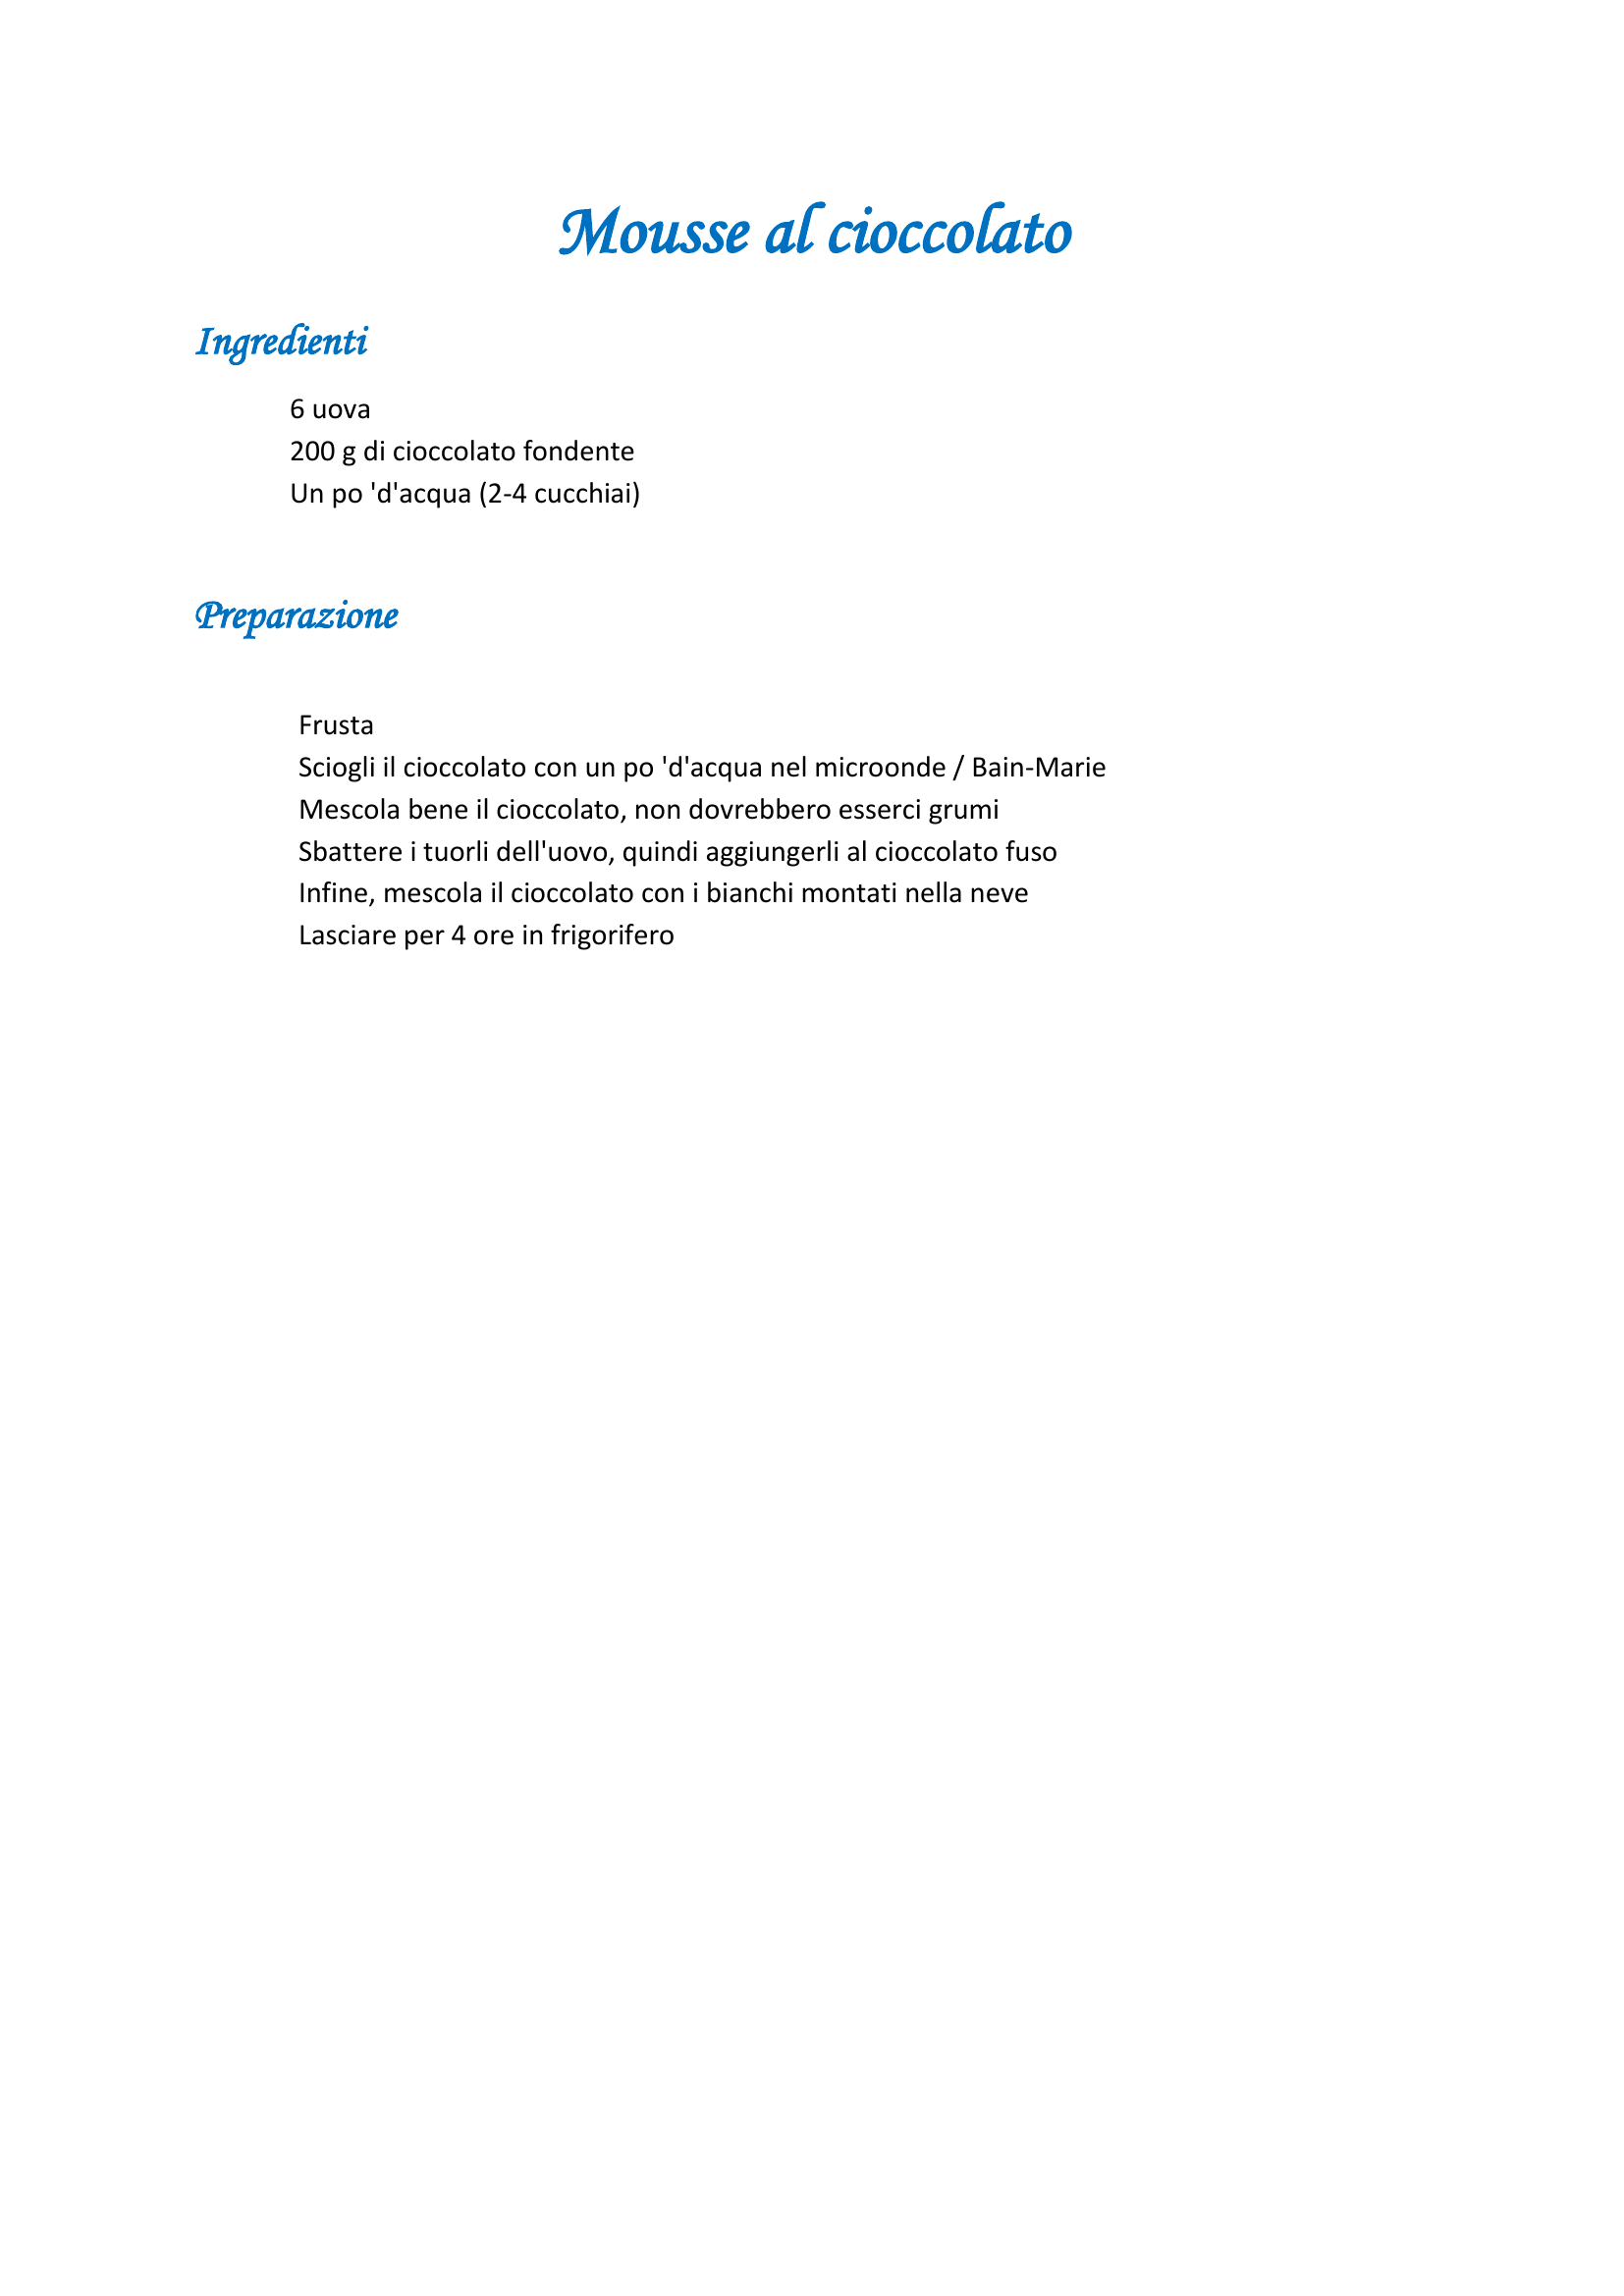 Mousse al cioccolato
Ingredienti
6 uova
200 g di cioccolato fondente
Un po 'd'acqua (2-4 cucchiai)
Preparazione
Frusta
Sciogli il cioccolato con un po 'd'acqua nel microonde / Bain-Marie
Mescola bene il cioccolato, non dovrebbero esserci grumi
Sbattere i tuorli dell'uovo, quindi aggiungerli al cioccolato fuso
Infine, mescola il cioccolato con i bianchi montati nella neve
Lasciare per 4 ore in frigorifero